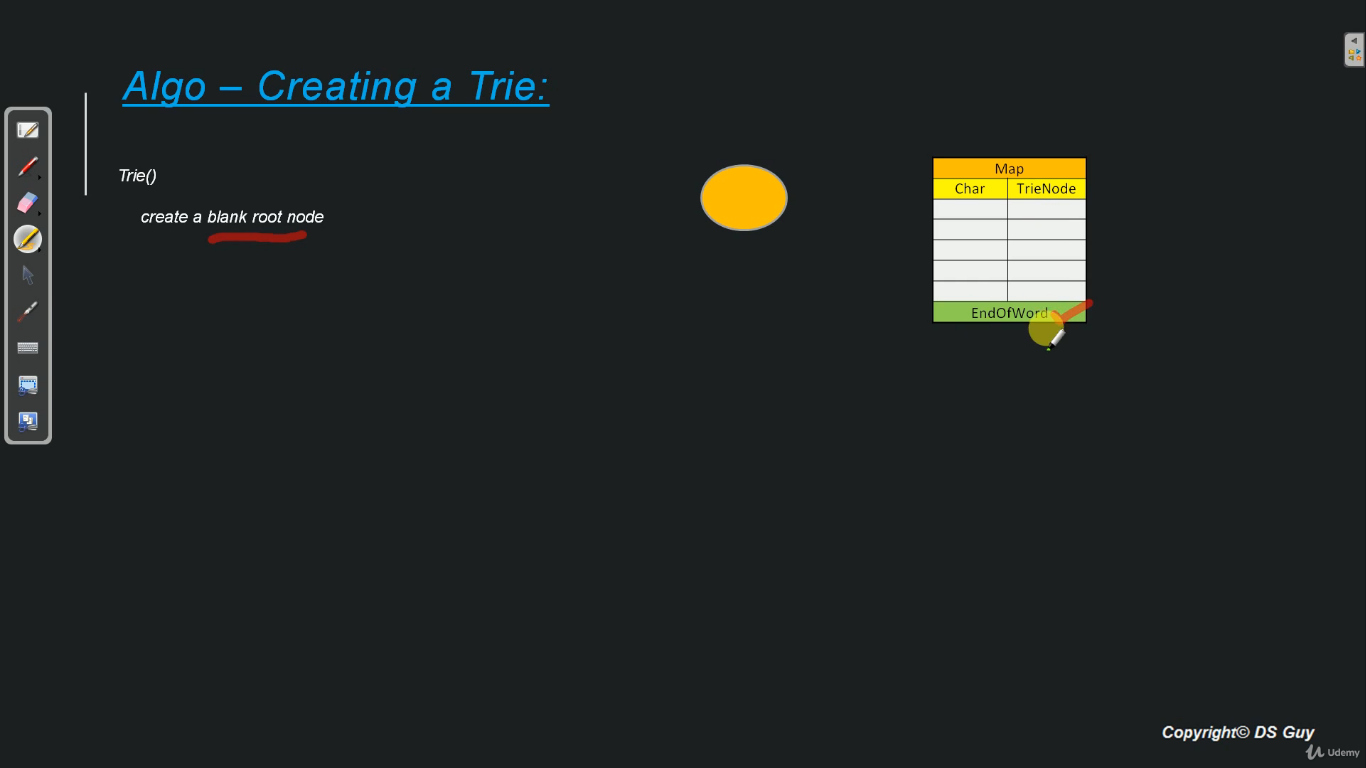 Algo – Creating a Trie:
Trie()
create a blank root node
Map
Char TrieNode
EndOfWord
Copyright© DS Guy
Udemy